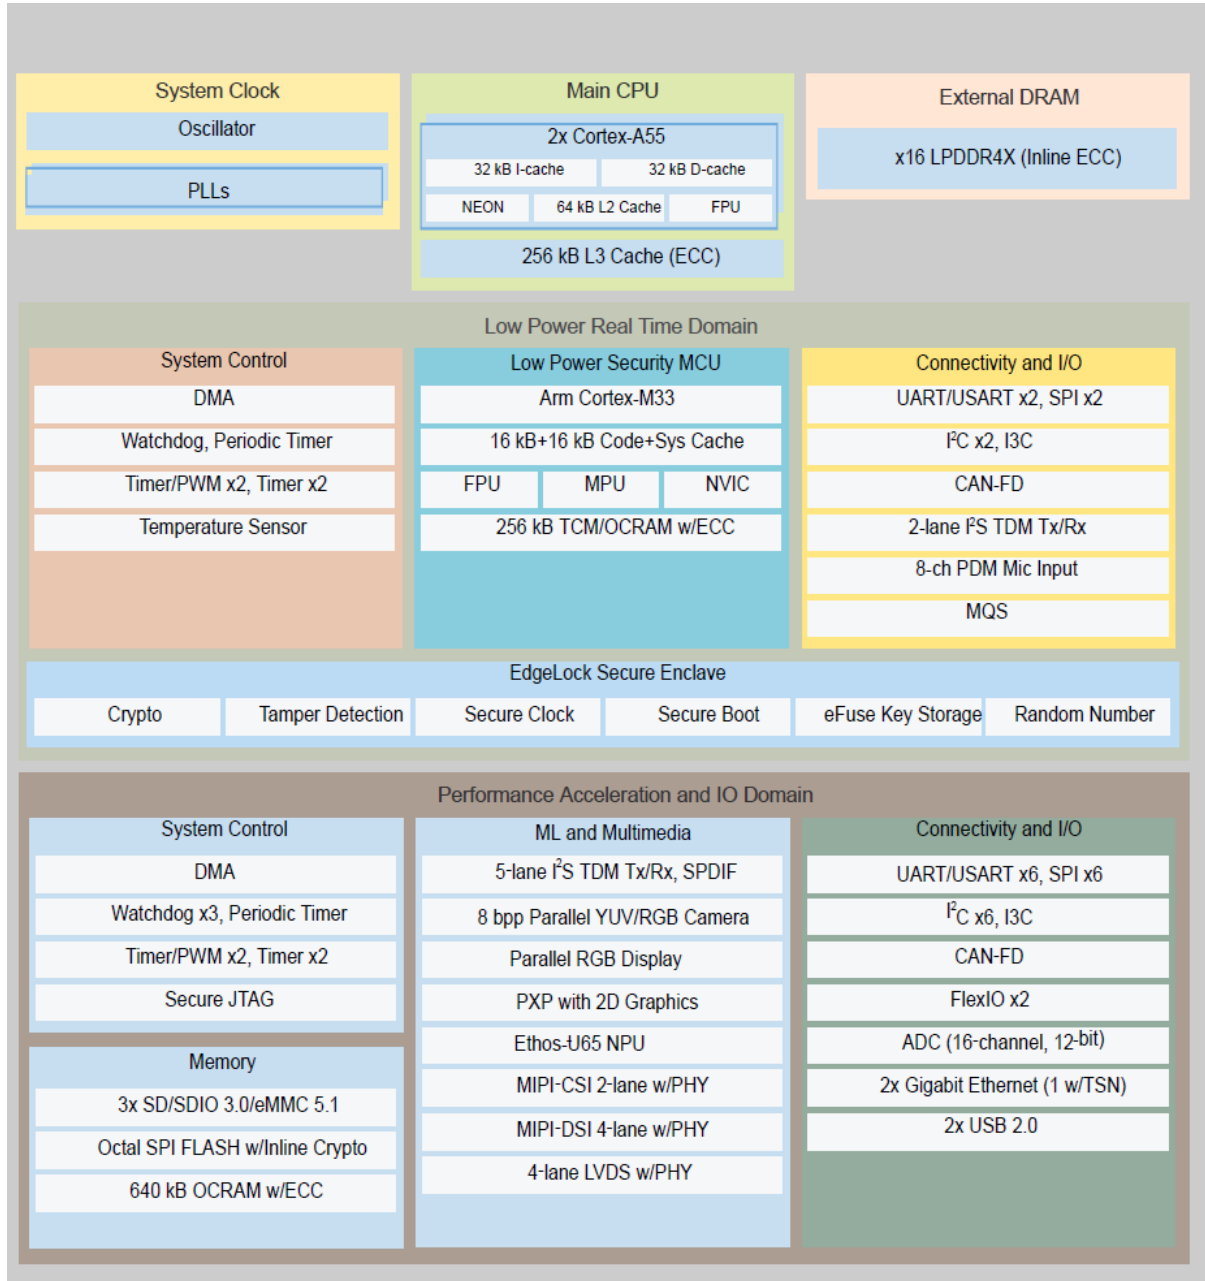 System Clock
Oscillator
PLLs
Main CPU
2x Cortex-A55
32 kB I-cache
32 kB D-cache
NEON
64 kB L2 Cache
FPU
256 kB L3 Cache (ECC)
External DRAM
x16 LPDDR4X (Inline ECC)
Low Power Real Time Domain
System Control
DMA
Watchdog, Periodic Timer
Timer/PWM x2, Timer x2
Temperature Sensor
Low Power Security MCU
Arm Cortex-M33
16 kB+16 kB Code+Sys Cache
FPU
MPU
NVIC
256 kB TCM/OCRAM w/ECC
Connectivity and I/O
UART/USART x2, SPI x2
I²C x2, I3C
CAN-FD
2-lane I²S TDM Tx/Rx
8-ch PDM Mic Input
MQS
EdgeLock Secure Enclave
Crypto
Tamper Detection
Secure Clock
Secure Boot
eFuse Key Storage
Random Number
Performance Acceleration and IO Domain
System Control
DMA
Watchdog x3, Periodic Timer
Timer/PWM x2, Timer x2
Secure JTAG
Memory
3x SD/SDIO 3.0/eMMC 5.1
Octal SPI FLASH w/Inline Crypto
640 kB OCRAM w/ECC
ML and Multimedia
5-lane I²S TDM Tx/Rx, SPDIF
8 bpp Parallel YUV/RGB Camera
Parallel RGB Display
PXP with 2D Graphics
Ethos-U65 NPU
MIPI-CSI 2-lane w/PHY
MIPI-DSI 4-lane w/PHY
4-lane LVDS w/PHY
Connectivity and I/O
UART/USART x6, SPI x6
I²C x6, I3C
CAN-FD
FlexIO x2
ADC (16-channel, 12-bit)
2x Gigabit Ethernet (1 w/TSN)
2x USB 2.0